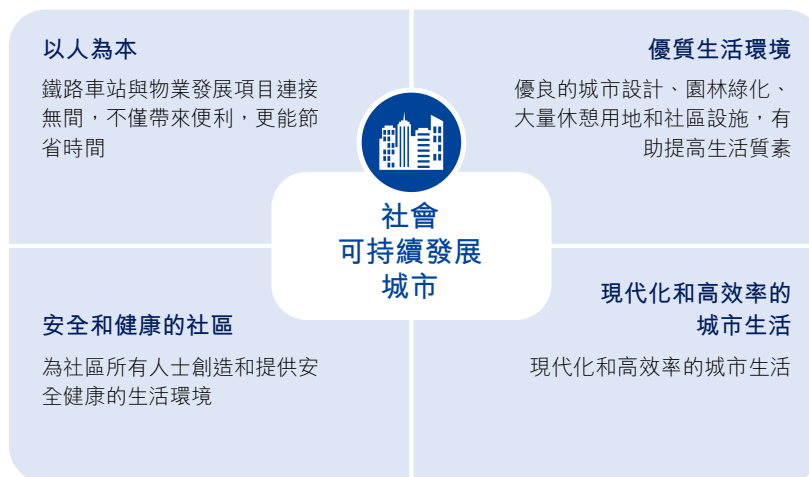 以人為本
鐵路車站與物業發展項目連接
無間，不僅帶來便利，更能節
省時間
優質生活環境
優良的城市設計、園林綠化、
大量休憩用地和社區設施，有
助提高生活質素
社會
可持續發展
城市
安全和健康的社區
為社區所有人士創造和提供安
全健康的生活環境
現代化和高效率的
城市生活
現代化和高效率的城市生活